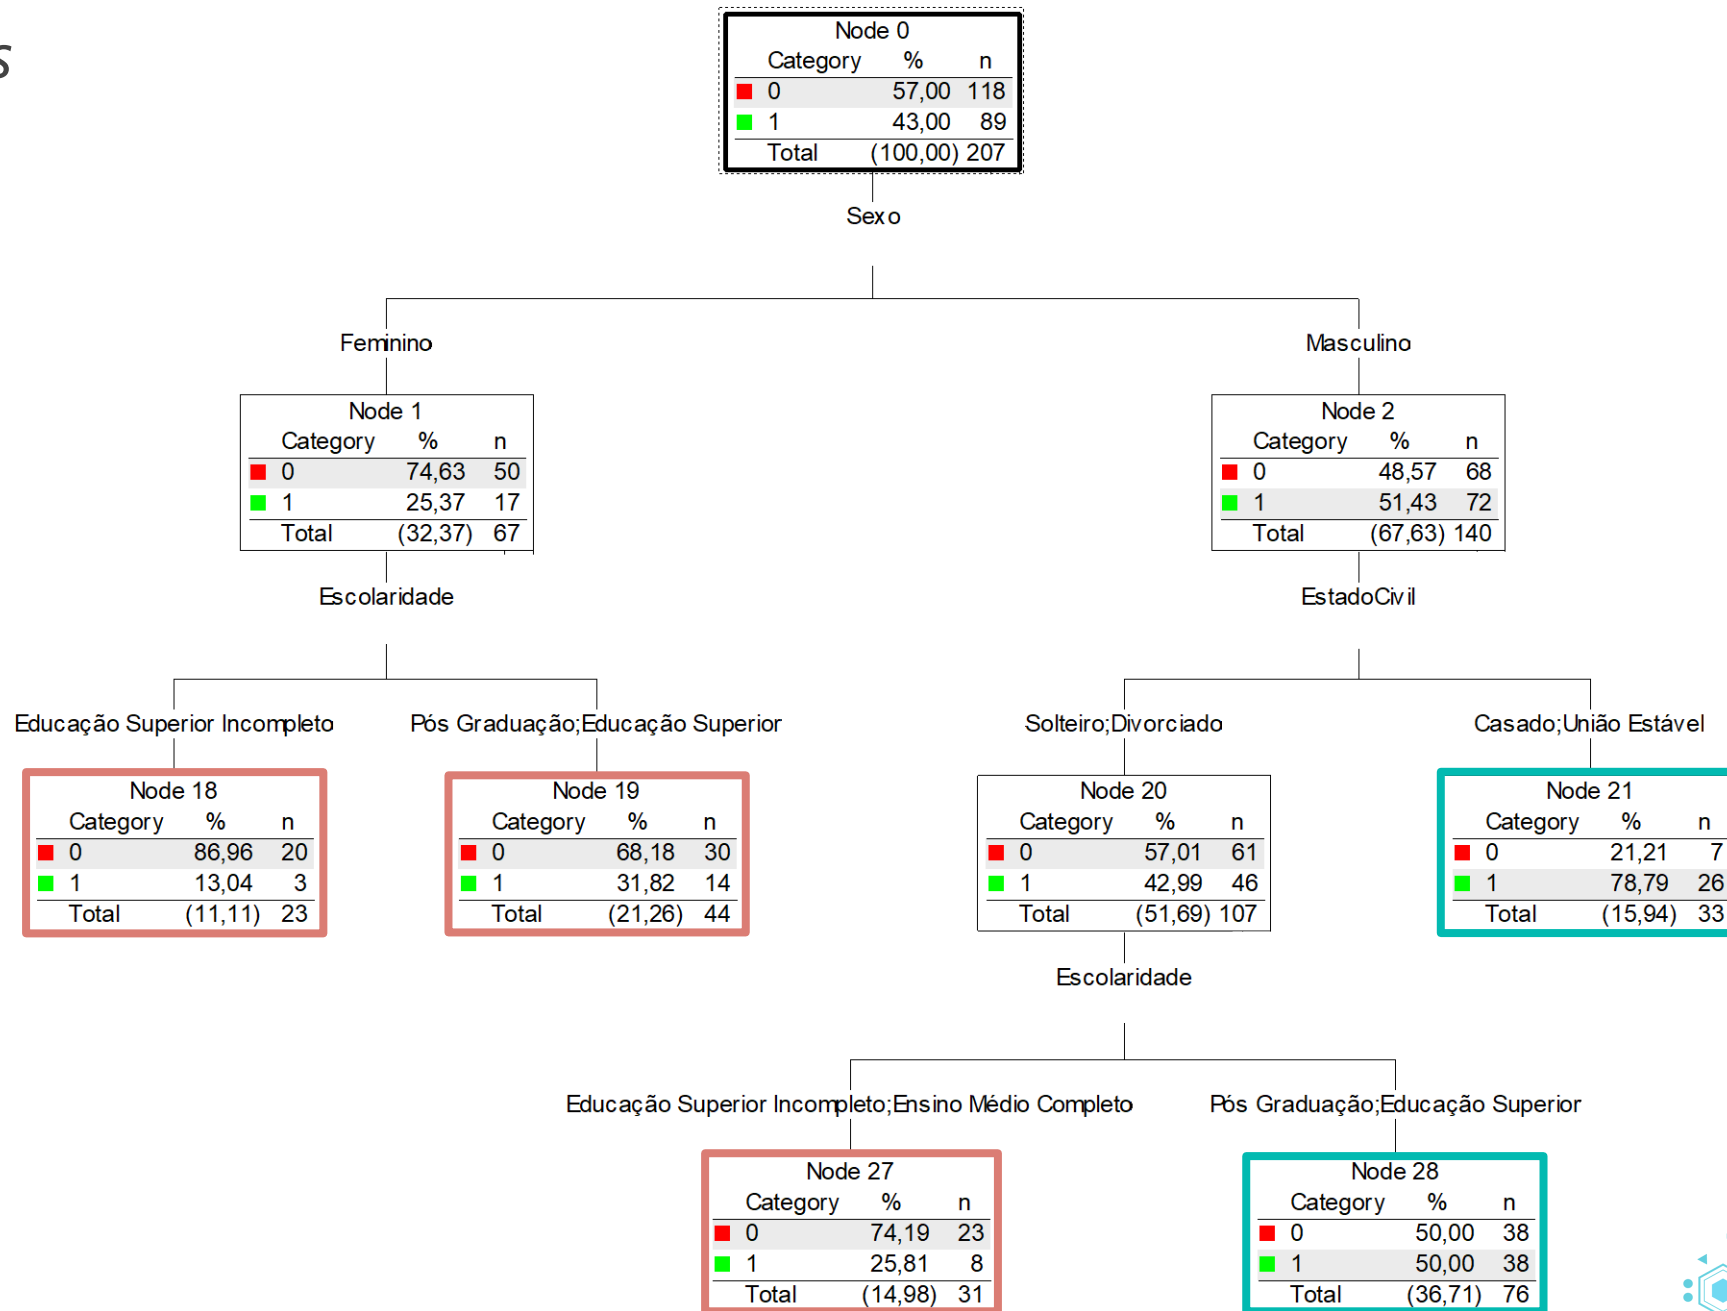 s
Node 0
Category % n
0 57,00 118
1 43,00 89
Total (100,00) 207
Sexo
Feminino
Masculino
Node 1
Category % n
0 74,63 50
1 25,37 17
Total (32,37) 67
Node 2
Category % n
0 48,57 68
1 51,43 72
Total (67,63) 140
Escolaridade
EstadoCivil
Educação Superior Incompleto
Pós Graduação;Educação Superior
Solteiro;Divorciado
Casado;União Estável
Node 18
Category % n
0 86,96 20
1 13,04 3
Total (11,11) 23
Node 19
Category % n
0 68,18 30
1 31,82 14
Total (21,26) 44
Node 20
Category % n
0 57,01 61
1 42,99 46
Total (51,69) 107
Node 21
Category % n
0 21,21 7
1 78,79 26
Total (15,94) 33
Escolaridade
Educação Superior Incompleto;Ensino Médio Completo
Pós Graduação;Educação Superior
Node 27
Category % n
0 74,19 23
1 25,81 8
Total (14,98) 31
Node 28
Category % n
0 50,00 38
1 50,00 38
Total (36,71) 76